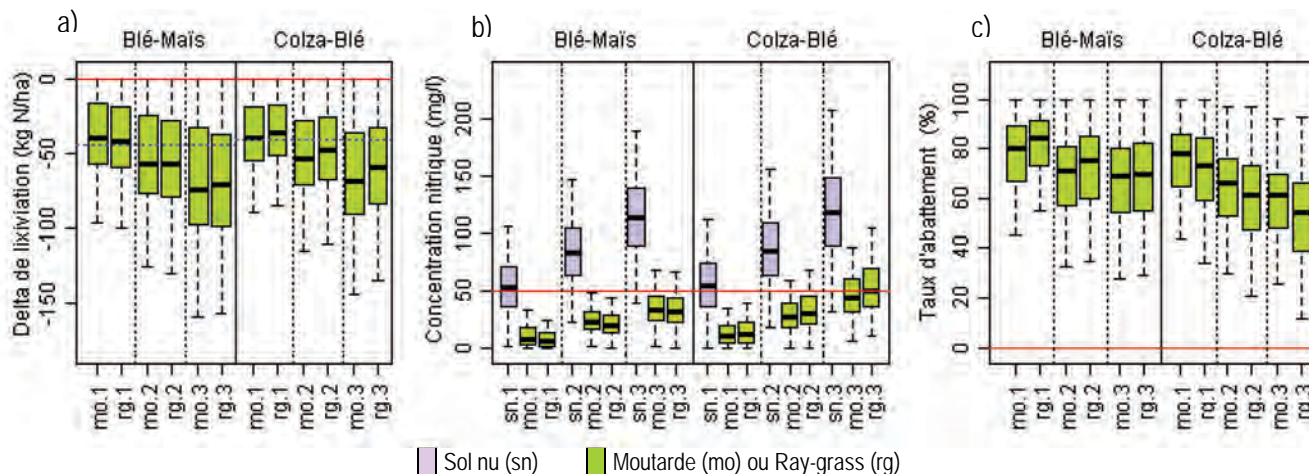 a)
Blé-Maïs Colza-Blé
Delta de lixiviation (kg N/ha)
0
-50
-100
-150
mo.1 rg.1 mo.2 rg.2 mo.3 rg.3 mo.1 rg.1 mo.2 rg.2 mo.3 rg.3
b)
Blé-Maïs Colza-Blé
Concentration nitrique (mg/l)
200
150
100
50
0
sn.1 mo.1 rg.1 sn.2 mo.2 rg.2 sn.3 mo.3 rg.3 sn.1 mo.1 rg.1 sn.2 mo.2 rg.2 sn.3 mo.3 rg.3
c)
Blé-Maïs Colza-Blé
Taux d'abattement (%)
100
80
60
40
20
0
mo.1 rg.1 mo.2 rg.2 mo.3 rg.3 mo.1 rg.1 mo.2 rg.2 mo.3 rg.3
Sol nu (sn) Moutarde (mo) ou Ray-grass (rg)